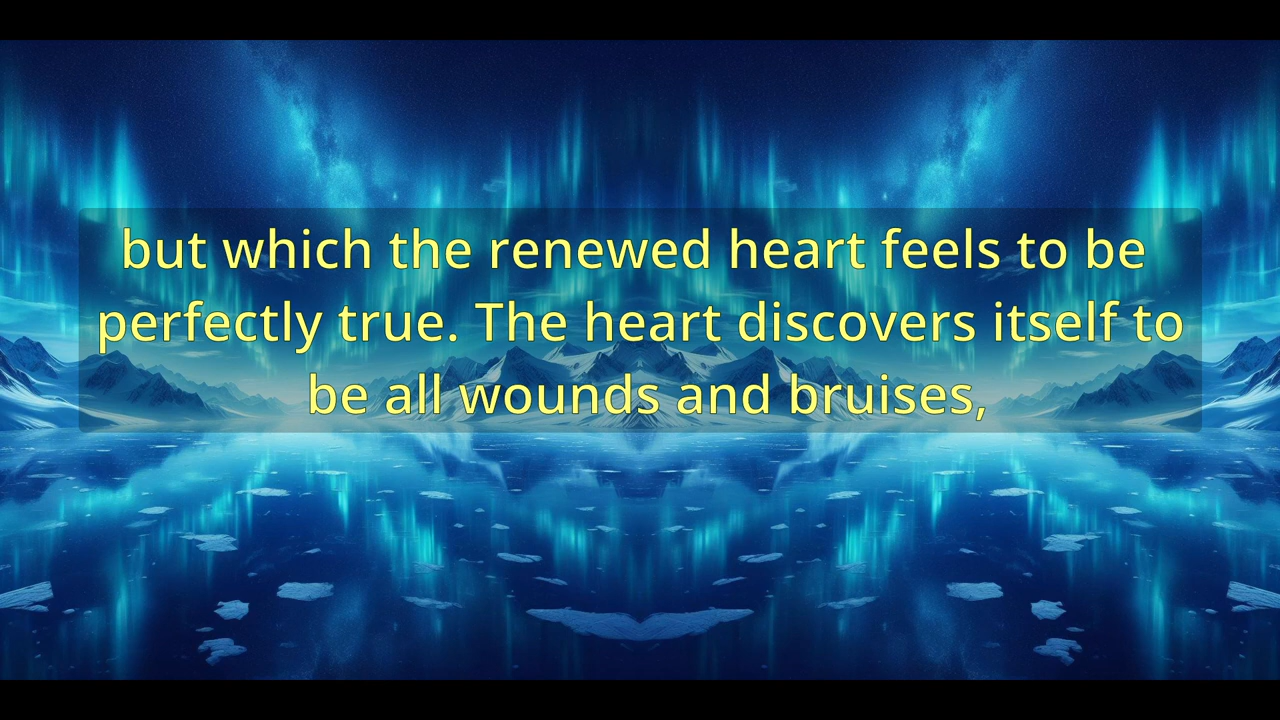 but which the renewed heart feels to be
perfectly true. The heart discovers itself to
be all wounds and bruises,